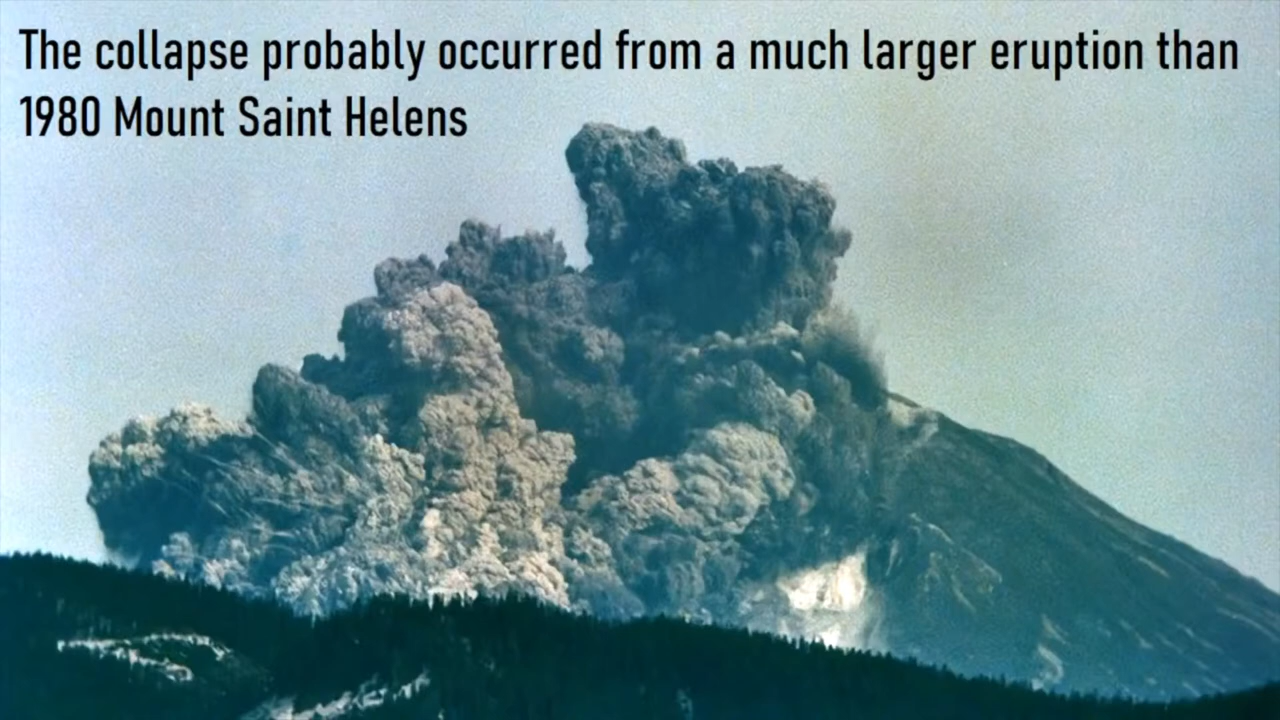 The collapse probably occurred from a much larger eruption than
1980 Mount Saint Helens